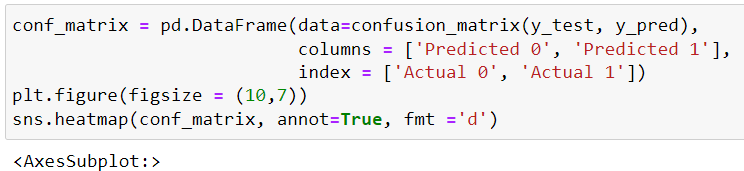 conf_matrix = pd.DataFrame(data=confusion_matrix(y_test, y_pred),
columns = ['Predicted 0', 'Predicted 1'],
index = ['Actual 0', 'Actual 1'])
plt.figure(figsize = (10,7))
sns.heatmap(conf_matrix, annot=True, fmt ='d')
<AxesSubplot:>